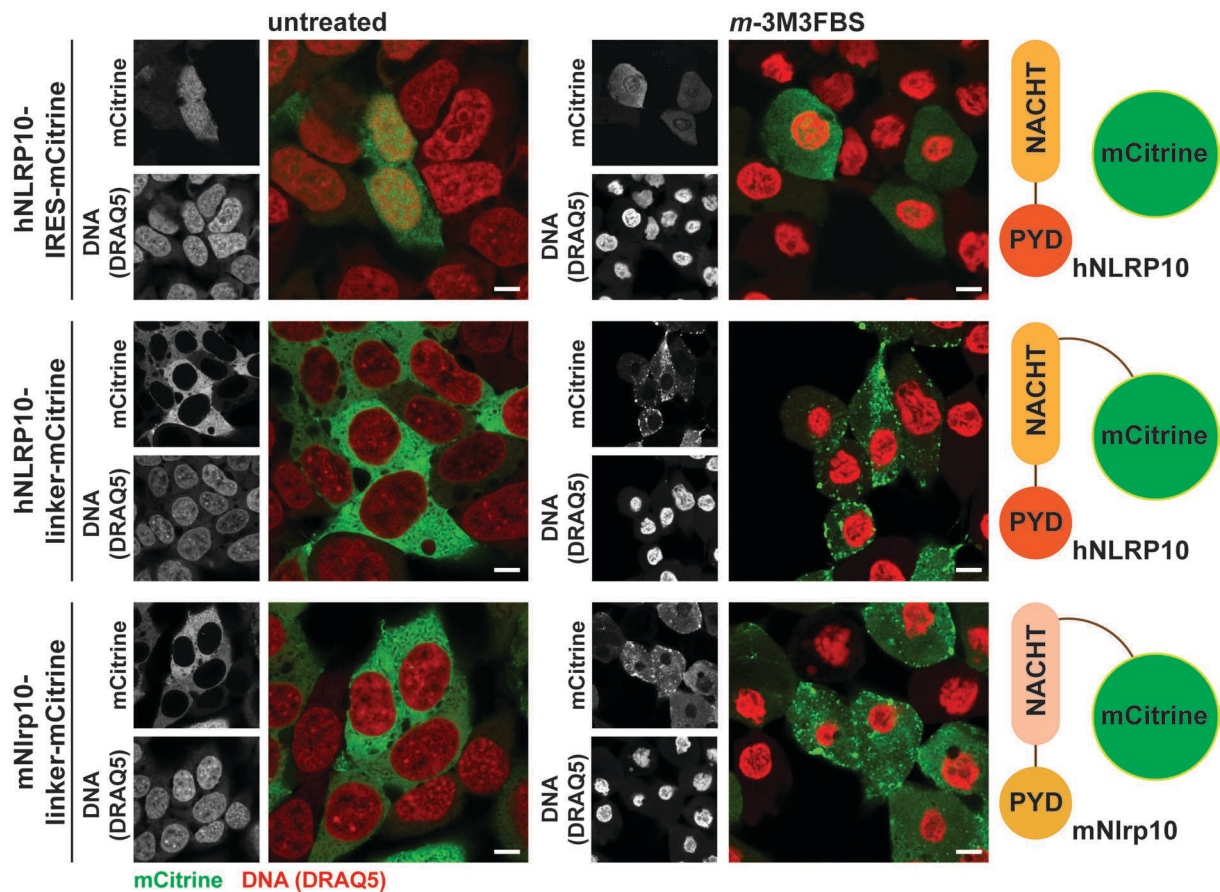 untreated
m-3M3FBS
hNLRP10-
IRES-mCitrine
mCitrine
DNA
(DRAQ5)
mCitrine
DNA
(DRAQ5)
NACHT
PYD
hNLRP10
mCitrine
hNLRP10-
linker-mCitrine
mCitrine
DNA
(DRAQ5)
mCitrine
DNA
(DRAQ5)
NACHT
PYD
hNLRP10
mCitrine
mNlrp10-
linker-mCitrine
mCitrine
DNA
(DRAQ5)
mCitrine
DNA
(DRAQ5)
NACHT
PYD
mNlrp10
mCitrine
mCitrine DNA (DRAQ5)